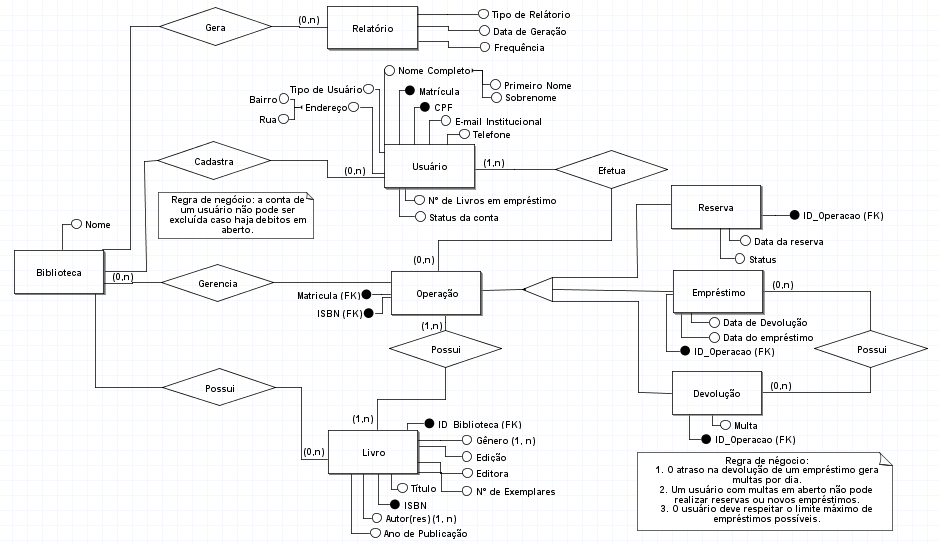 Gera
(0,n)
Relatório
Tipo de Relátorio
Data de Geração
Frequência
Nome Completo
Primeiro Nome
Sobrenome
Tipo de Usuário
Matrícula
Bairro
Endereço
CPF
Rua
E-mail Institucional
Telefone
Cadastra
(0,n)
Usuário
(1,n)
Efetua
Regra de negócio: a conta de
um usuário não pode ser
excluída caso haja debitos em
aberto.
Nº de Livros em empréstimo
Status da conta
Reserva
ID_Operacao (FK)
Data da reserva
Status
Nome
Biblioteca
(0,n)
Gerencia
(0,n)
Operação
Matricula (FK)
ISBN (FK)
(1,n)
Empréstimo
(0,n)
Data de Devolução
Data do empréstimo
ID_Operacao (FK)
Possui
Possui
Possui
Devolução
(0,n)
Multa
ID_Operacao (FK)
(1,n)
ID Biblioteca (FK)
(0,n)
Livro
Gênero (1, n)
Edição
Editora
Nº de Exemplares
Título
ISBN
Autor(res) (1, n)
Ano de Publicação
Regra de négocio:
1. O atraso na devolução de um empréstimo gera
multas por dia.
2. Um usuário com multas em aberto não pode
realizar reservas ou novos empréstimos.
3. O usuário deve respeitar o limite máximo de
empréstimos possíveis.